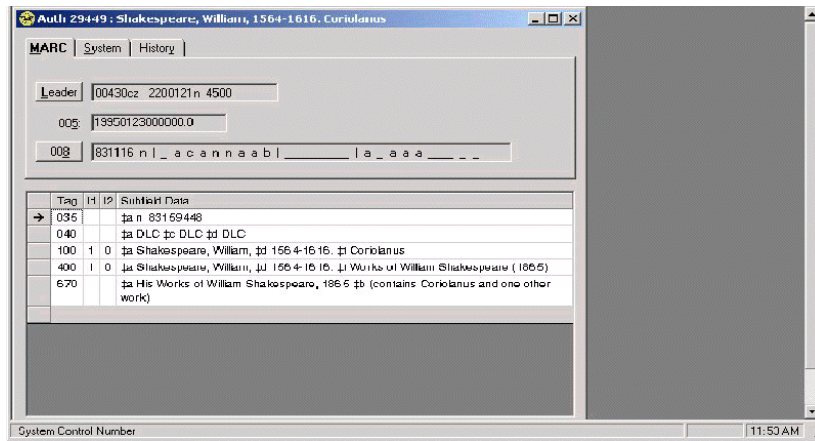 Auth 29449 : Shakespeare, William, 1564-1616. Coriolanus
MARC System History
Leader 00430cz 2200121n 4500
005: 19950123000000.0
008 831116 n | _ a c a n n a a b | _________ | a _ a a a ___ _ _
Tag I1 I2 Subfield Data
035 ‡a n 83159448
040 ‡a DLC ‡c DLC ‡d DLC
100 1 0 ‡a Shakespeare, William, ‡d 1564-1616. ‡t Coriolanus
400 1 0 ‡a Shakespeare, William, ‡d 1564-1616. ‡t Works of William Shakespeare (1865)
670 ‡a His Works of William Shakespeare, 1865 ‡b (contains Coriolanus and one other
work)
System Control Number 11:53 AM